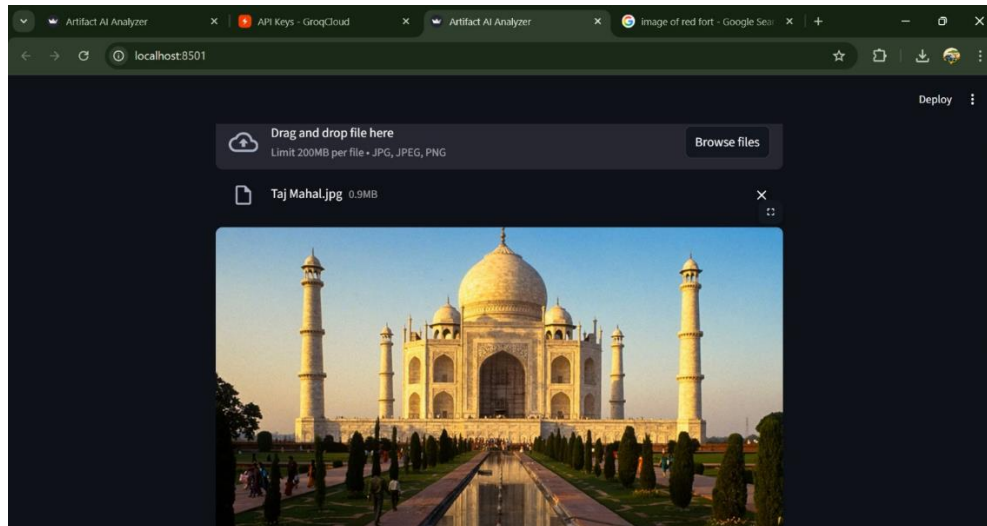 Artifact AI Analyzer
API Keys - GroqCloud
Artifact AI Analyzer
image of red fort - Google Sear
localhost:8501
Deploy
Drag and drop file here
Limit 200MB per file • JPG, JPEG, PNG
Browse files
Taj Mahal.jpg 0.9MB